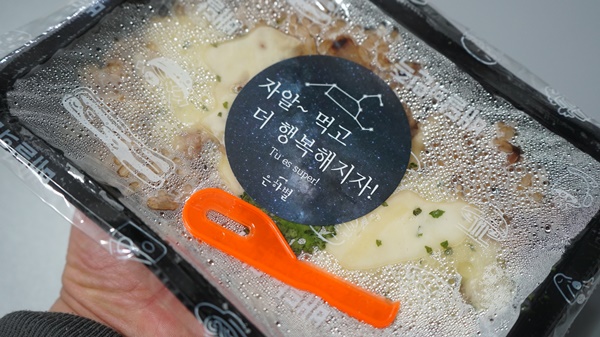 자알~ 먹고
더 행복해지자!
Tu es super!
은하별